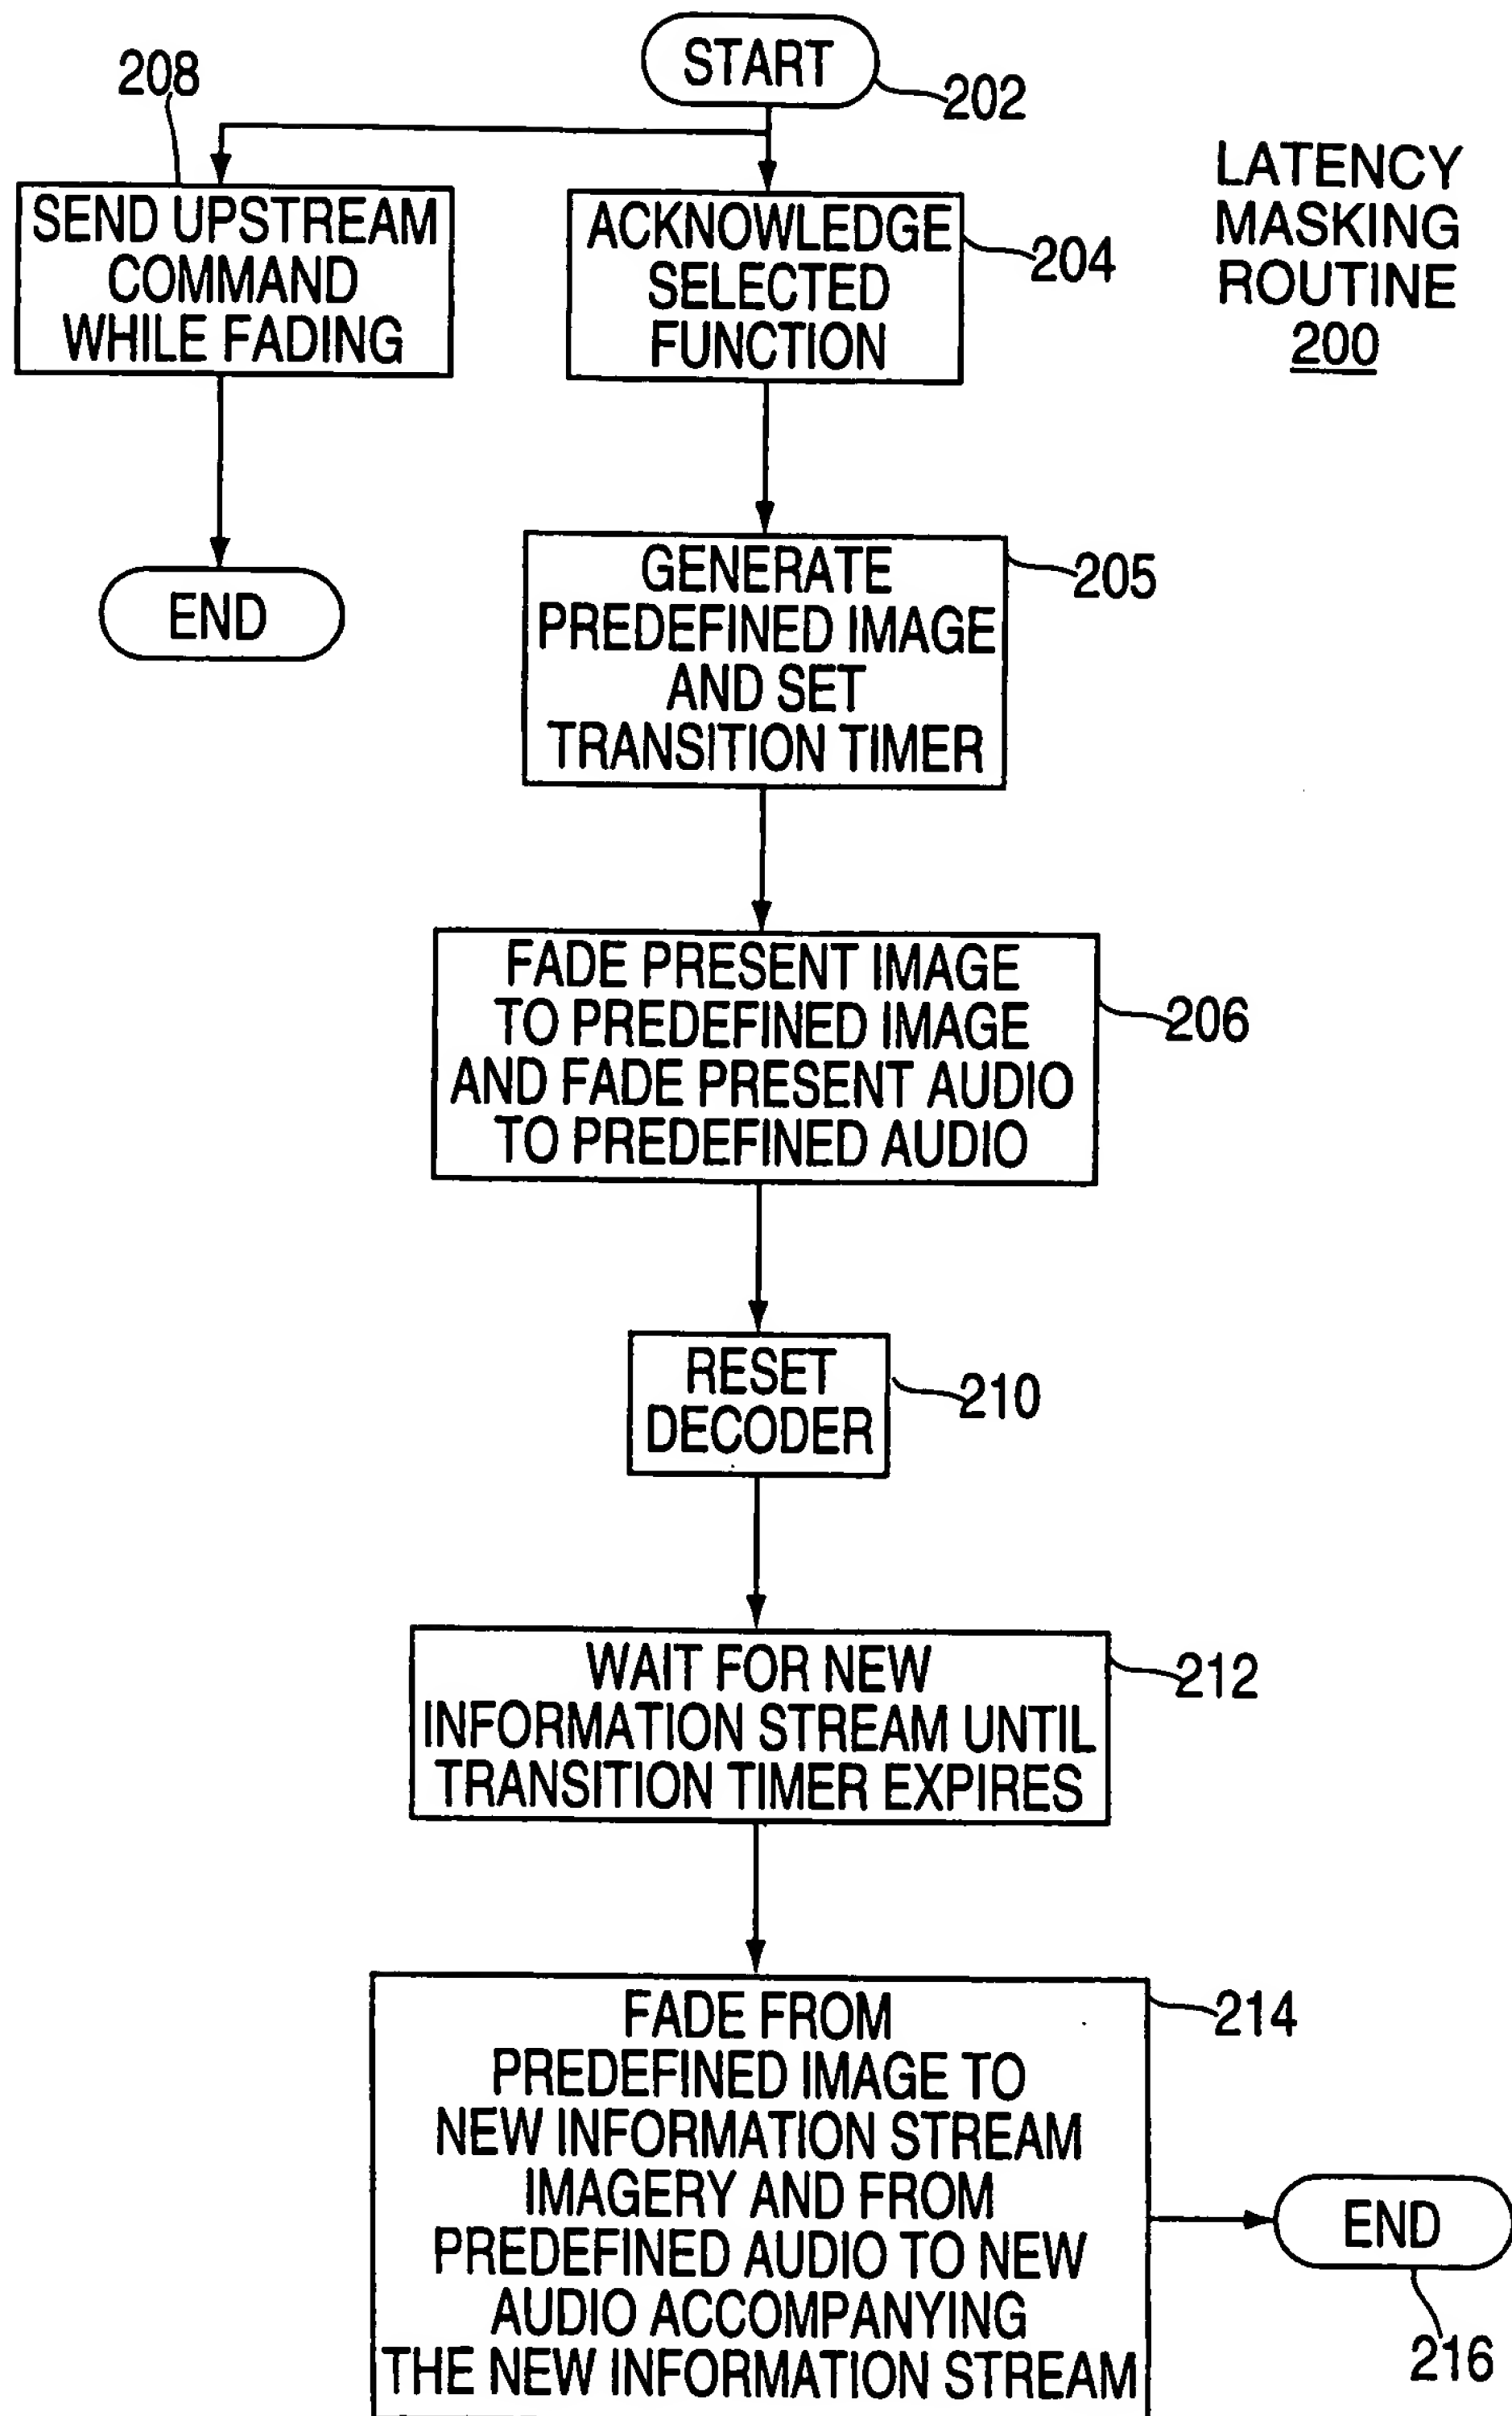 START
202
208
SEND UPSTREAM
COMMAND
WHILE FADING
END
ACKNOWLEDGE
SELECTED
FUNCTION
204
LATENCY
MASKING
ROUTINE
200
GENERATE
PREDEFINED IMAGE
AND SET
TRANSITION TIMER
205
FADE PRESENT IMAGE
TO PREDEFINED IMAGE
AND FADE PRESENT AUDIO
TO PREDEFINED AUDIO
206
RESET
DECODER
210
WAIT FOR NEW
INFORMATION STREAM UNTIL
TRANSITION TIMER EXPIRES
212
FADE FROM
PREDEFINED IMAGE TO
NEW INFORMATION STREAM
IMAGERY AND FROM
PREDEFINED AUDIO TO NEW
AUDIO ACCOMPANYING
THE NEW INFORMATION STREAM
214
END
216